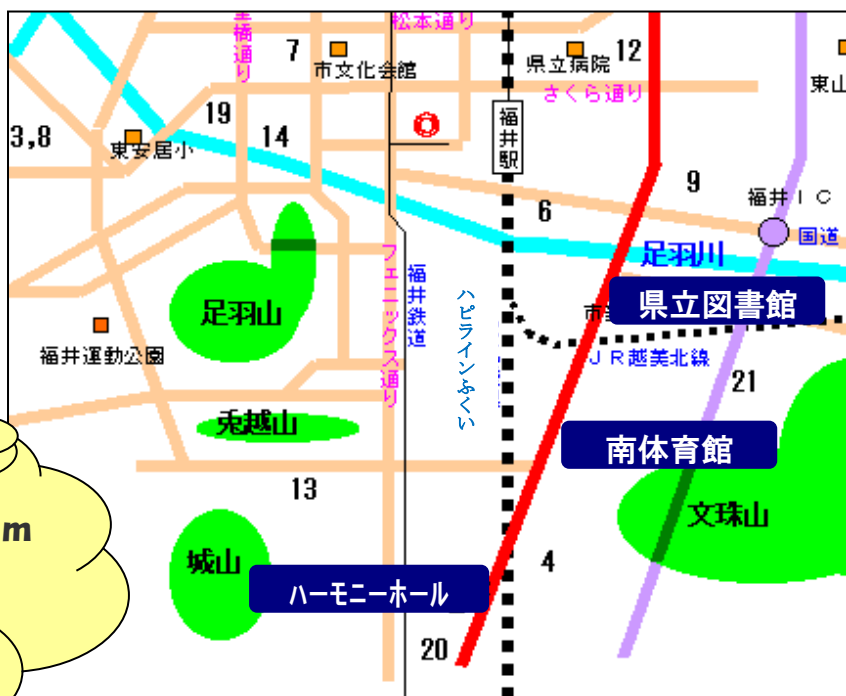 松本通り
橋通り
7
市文化会館
県立病院
12
さくら通り
東山
19
14
福井駅
3,8
東安居小
9
福井IC
6
国道
足羽川
県立図書館
市
足羽山
フェニックス通り
福井鉄道
ハピラインふくい
福井運動公園
JR越美北線
21
兎越山
南体育館
13
文珠山
m
城山
4
ハーモニーホール
20